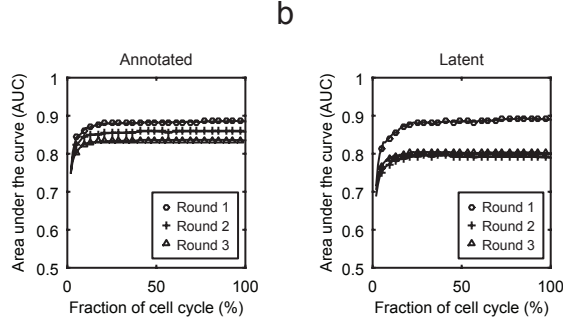 b
Annotated
Area under the curve (AUC)
1
0.9
0.8
0.7
0.6
0.5
0
50
100
Round 1
Round 2
Round 3
Fraction of cell cycle (%)
Latent
Area under the curve (AUC)
1
0.9
0.8
0.7
0.6
0.5
0
50
100
Round 1
Round 2
Round 3
Fraction of cell cycle (%)